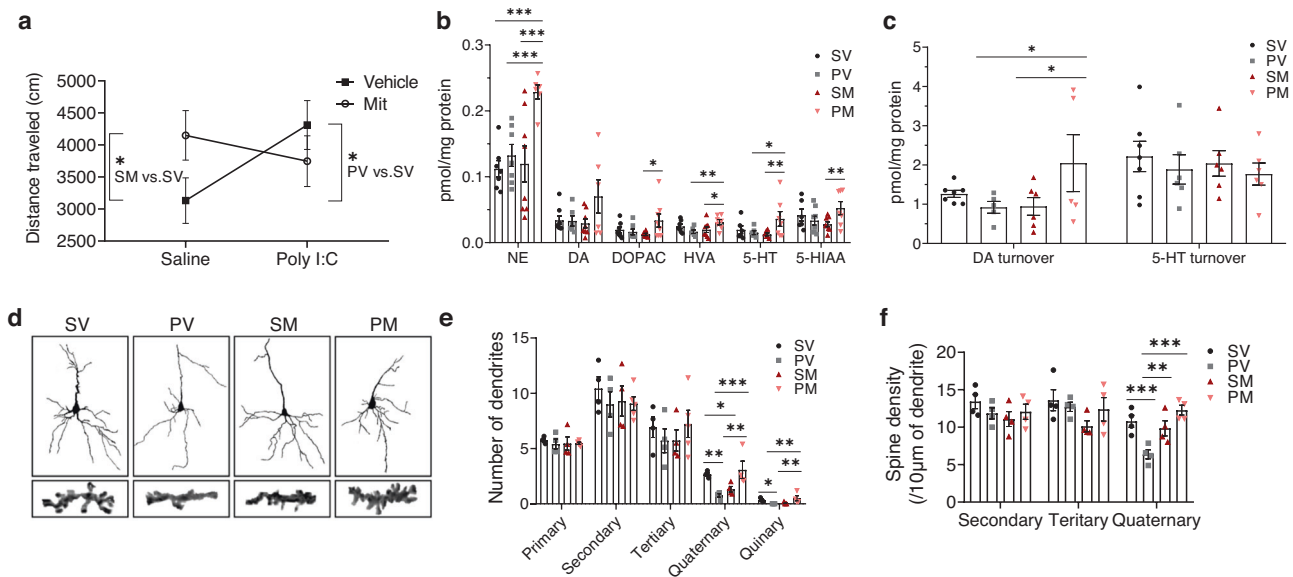 a
Distance traveled (cm)
5000
4500
4000
3500
3000
2500
Saline
Poly I:C
Vehicle
Mit
*
SM vs.SV
*
PV vs.SV
b
pmol/mg protein
0.3
0.2
0.1
0.0
***
***
***
*
**
*
*
**
**
NE
DA
DOPAC
HVA
5-HT
5-HIAA
SV
PV
SM
PM
c
pmol/mg protein
5
4
3
2
1
0
*
*
DA turnover
5-HT turnover
SV
PV
SM
PM
d
SV
PV
SM
PM
e
Number of dendrites
15
10
5
0
***
*
**
**
**
**
*
Primary
Secondary
Tertiary
Quaternary
Quinary
SV
PV
SM
PM
f
Spine density
(/10μm of dendrite)
20
15
10
5
0
***
**
***
Secondary
Teritary
Quaternary
SV
PV
SM
PM